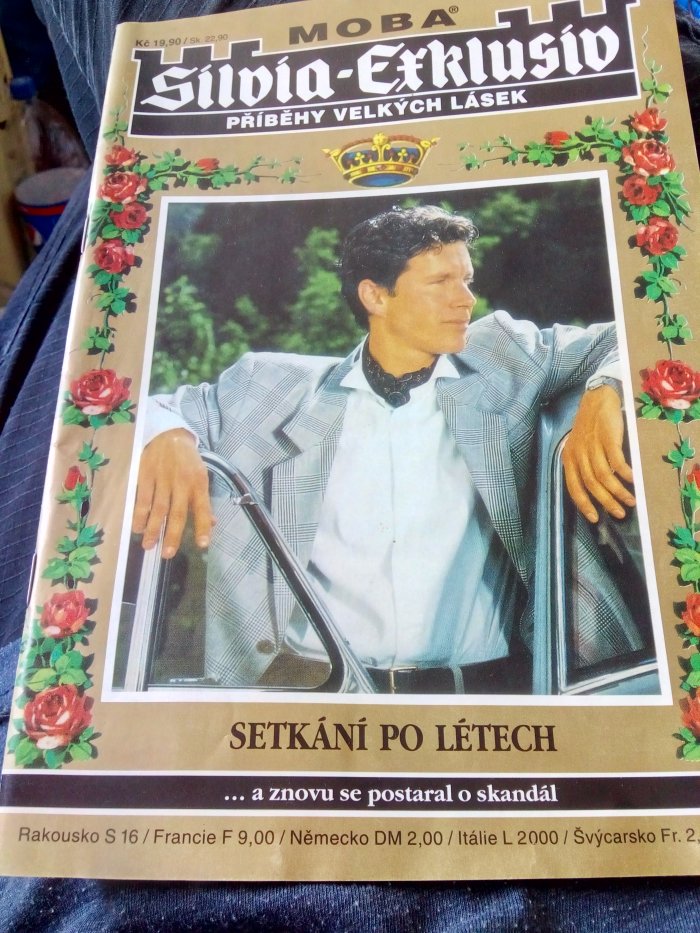 MOBA®
Kč 19,90 / Sk. 22,90
Silvia-Exklusiv
PŘÍBĚHY VELKÝCH LÁSEK
SETKÁNÍ PO LÉTECH
... a znovu se postaral o skandál
Rakousko S 16 / Francie F 9,00 / Německo DM 2,00 / Itálie L 2000 / Švýcarsko Fr. 2,